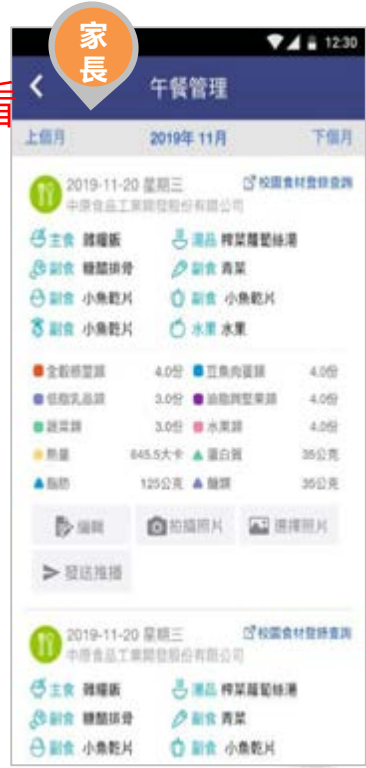 家長
12:30
午餐管理
上個月 2019年 11月 下個月
2019-11-20 星期三 校園食材登錄查詢
中原食品工業開發股份有限公司
主食 雜糧飯 湯品 榨菜蘿蔔絲湯
副食 糖醋排骨 副食 青菜
副食 小魚乾片 副食 小魚乾片
副食 小魚乾片 水果 水果
全穀根莖類 4.0份 豆魚肉蛋類 4.0份
低脂乳品類 3.0份 油脂與堅果類 4.0份
蔬菜類 3.0份 水果類 4.0份
熱量 645.5大卡 蛋白質 35公克
脂肪 125公克 醣類 35公克
編輯 拍攝照片 選擇照片
發送推播
2019-11-20 星期三 校園食材登錄查詢
中原食品工業開發股份有限公司
主食 雜糧飯 湯品 榨菜蘿蔔絲湯
副食 糖醋排骨 副食 青菜
副食 小魚乾片 副食 小魚乾片